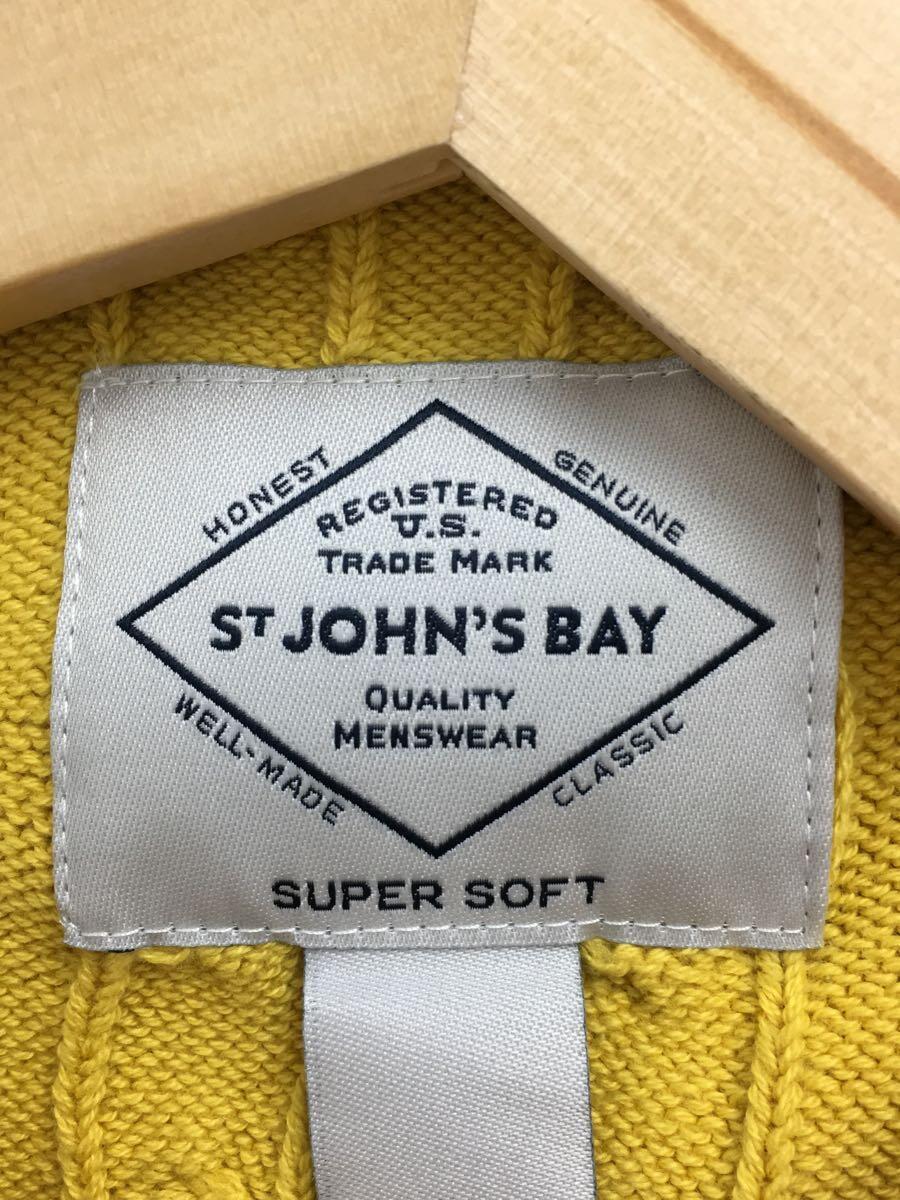 HONEST
GENUINE
REGISTERED
U.S.
TRADE MARK
ST JOHN'S BAY
QUALITY
MENSWEAR
WELL-MADE
CLASSIC
SUPER SOFT